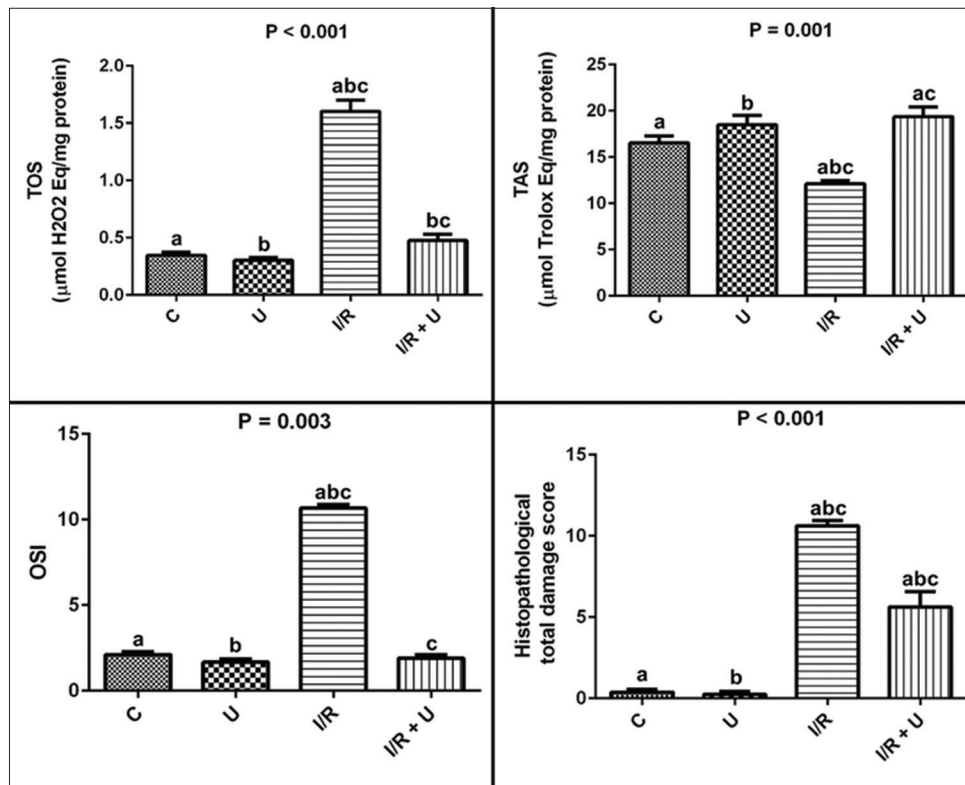 P < 0.001
TOS
(μmol H2O2 Eq/mg protein)
2.0
1.5
1.0
0.5
0.0
a
b
abc
bc
C
U
I/R
I/R + U
P = 0.001
TAS
(μmol Trolox Eq/mg protein)
25
20
15
10
5
0
a
b
abc
ac
C
U
I/R
I/R + U
P = 0.003
OSI
15
10
5
0
a
b
abc
c
C
U
I/R
I/R + U
P < 0.001
Histopathological
total damage score
15
10
5
0
a
b
abc
abc
C
U
I/R
I/R + U